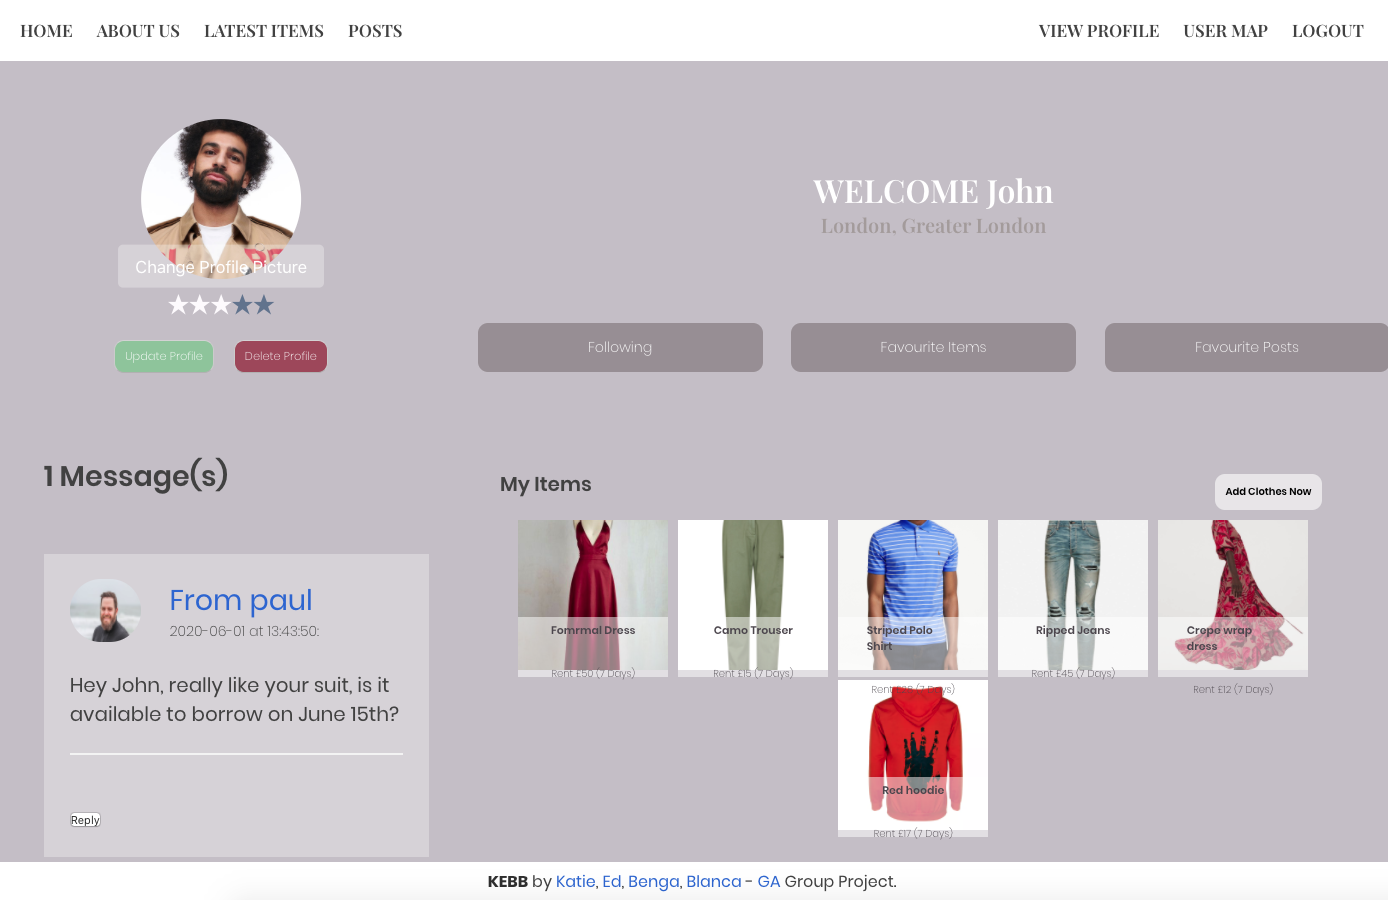 HOME ABOUT US LATEST ITEMS POSTS VIEW PROFILE USER MAP LOGOUT
WELCOME John
London, Greater London
Change Profile Picture
Update Profile Delete Profile
Following Favourite Items Favourite Posts
1 Message(s)
From paul
2020-06-01 at 13:43:50:
Hey John, really like your suit, is it
available to borrow on June 15th?
Reply
My Items
Add Clothes Now
Fomrmal Dress
Rent £50 (7 Days)
Camo Trouser
Rent £15 (7 Days)
Striped Polo
Shirt
Rent (7 Days)
Ripped Jeans
Rent £45 (7 Days)
Crepe wrap
dress
Rent £12 (7 Days)
Red hoodie
Rent £17 (7 Days)
KEBB by Katie, Ed, Benga, Blanca - GA Group Project.